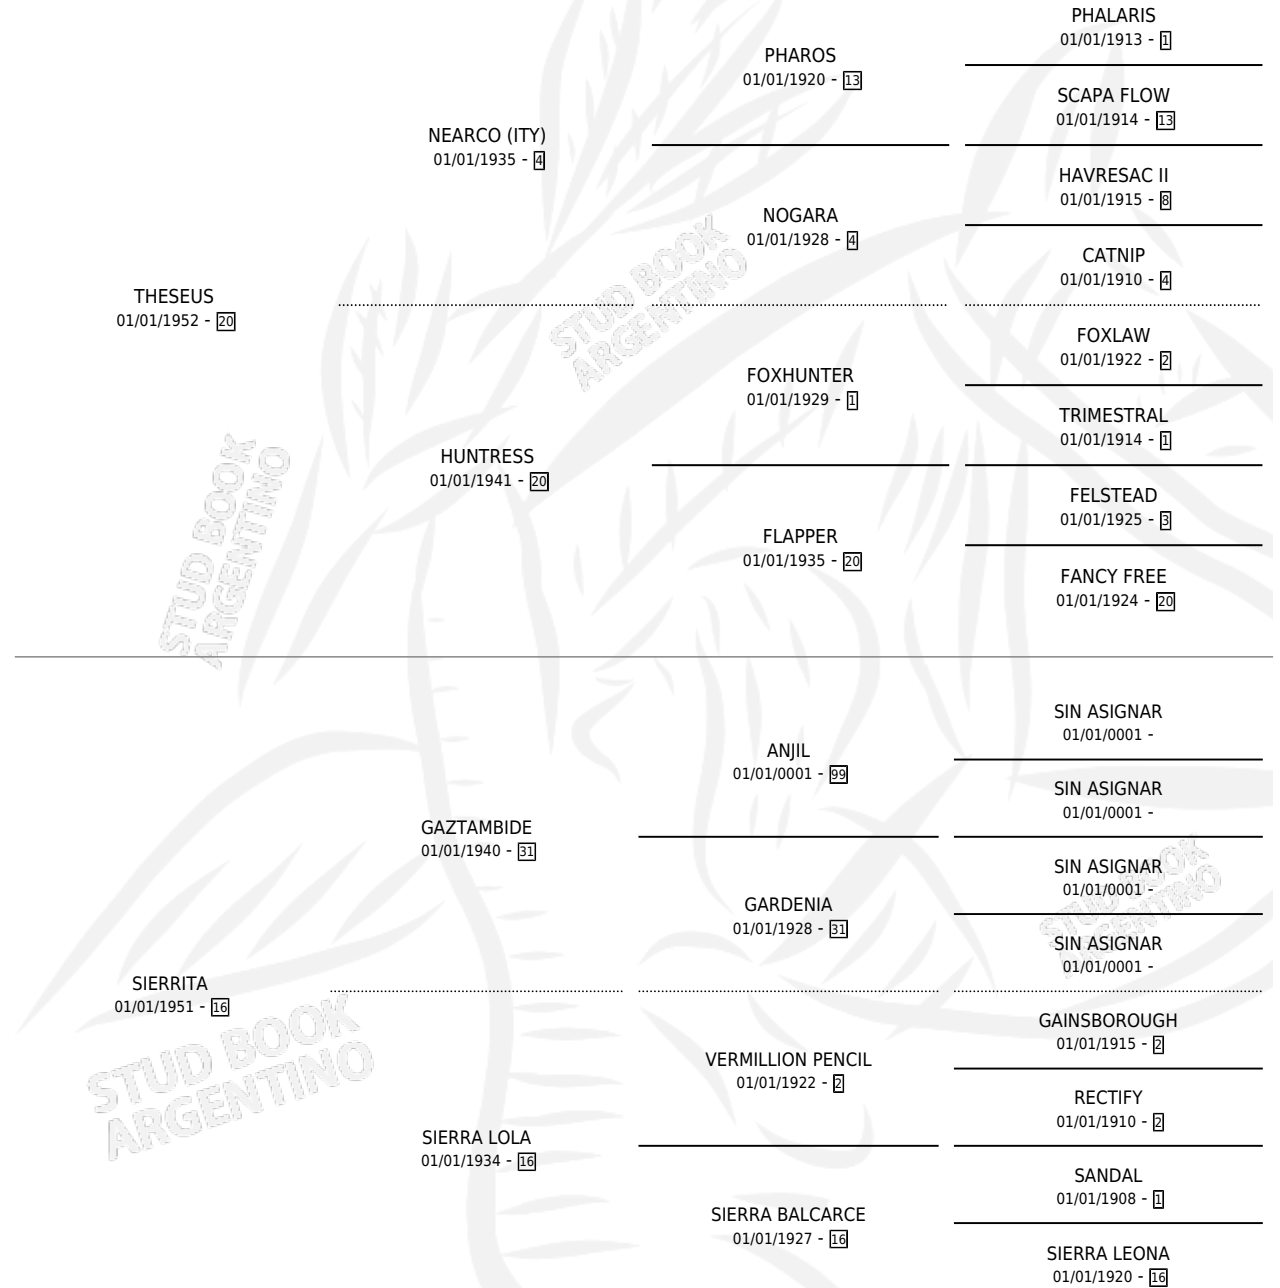 PHALARIS
01/01/1913 - 1
PHAROS
01/01/1920 - 13
SCAPA FLOW
01/01/1914 - 13
NEARCO (ITY)
01/01/1935 - 4
HAVRESAC II
01/01/1915 - 8
NOGARA
01/01/1928 - 4
CATNIP
01/01/1910 - 4
THESEUS
01/01/1952 - 20
FOXLAW
01/01/1922 - 2
FOXHUNTER
01/01/1929 - 1
TRIMESTRAL
01/01/1914 - 1
HUNTRESS
01/01/1941 - 20
FELSTEAD
01/01/1925 - 3
FLAPPER
01/01/1935 - 20
FANCY FREE
01/01/1924 - 20
SIN ASIGNAR
01/01/0001 -
ANJIL
01/01/0001 - 99
SIN ASIGNAR
01/01/0001 -
GAZTAMBIDE
01/01/1940 - 31
SIN ASIGNAR
01/01/0001 -
GARDENIA
01/01/1928 - 31
SIN ASIGNAR
01/01/0001 -
SIERRITA
01/01/1951 - 16
GAINSBOROUGH
01/01/1915 - 2
VERMILLION PENCIL
01/01/1922 - 2
RECTIFY
01/01/1910 - 2
SIERRA LOLA
01/01/1934 - 16
SANDAL
01/01/1908 - 1
SIERRA BALCARCE
01/01/1927 - 16
SIERRA LEONA
01/01/1920 - 16
STUD BOOK
ARGENTINO
STUD BOOK
ARGENTINO
STUD BOOK
ARGENTINO
STUD BOOK
ARGENTINO